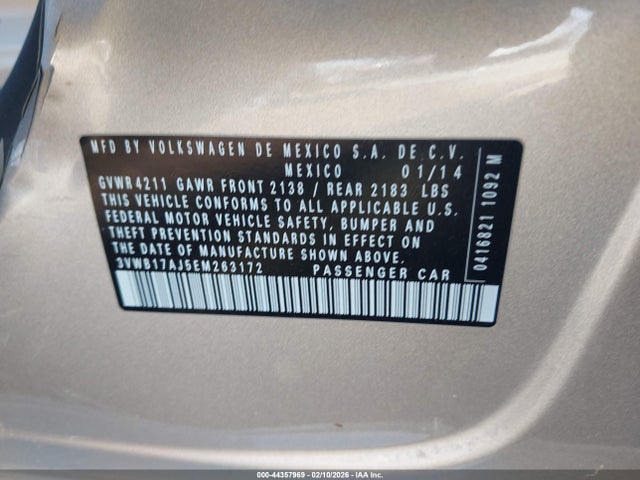 MFD BY VOLKSWAGEN DE MEXICO S.A. DE C.V.
MEXICO 01/14
GVWR 4211 GAWR FRONT 2138 / REAR 2183 LBS
THIS VEHICLE CONFORMS TO ALL APPLICABLE U.S.
FEDERAL MOTOR VEHICLE SAFETY, BUMPER AND
THEFT PREVENTION STANDARDS IN EFFECT ON
THE DATE OF MANUFACTURE SHOWN ABOVE.
3VWB17AJ5EM263172 PASSENGER CAR
0416821 1092 M
000-44357969 - 02/10/2026 - Copyright IAA, Inc.